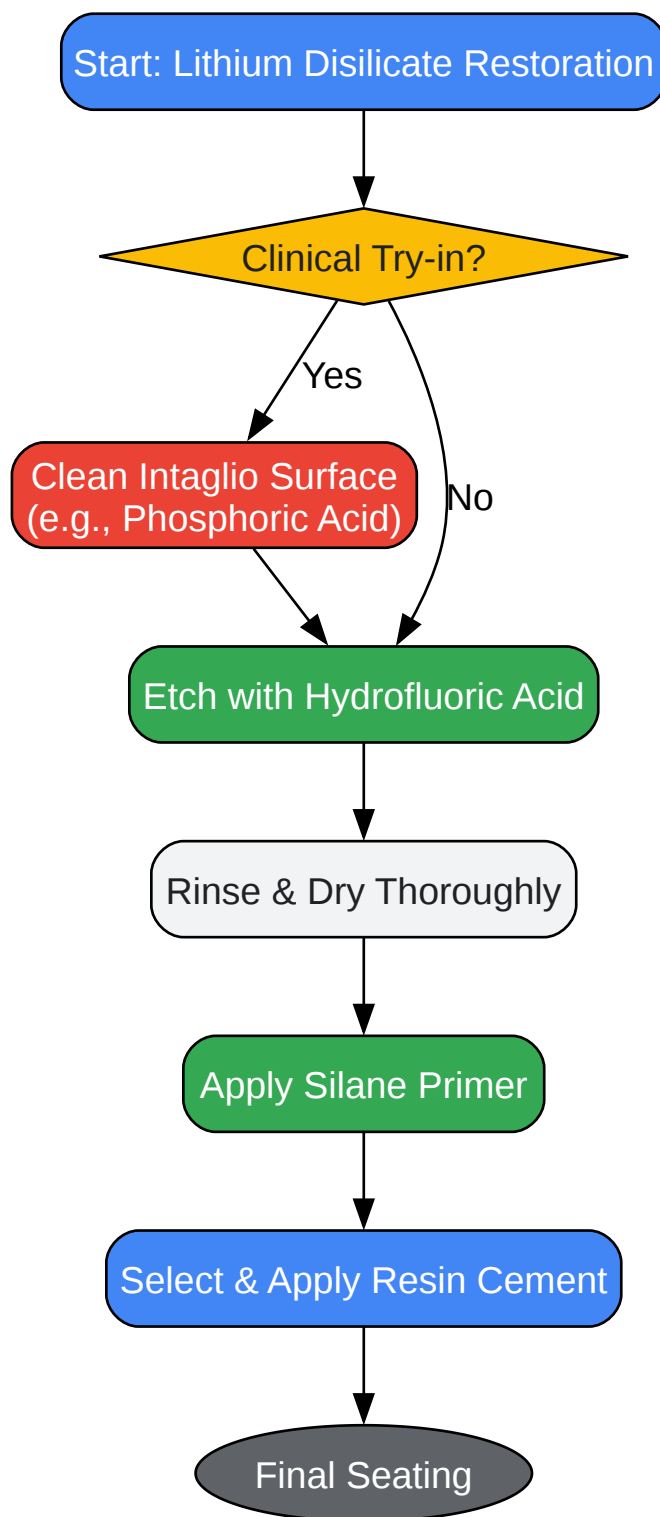 Start: Lithium Disilicate Restoration
Clinical Try-in?
Yes
Clean Intaglio Surface
(e.g., Phosphoric Acid)
No
Etch with Hydrofluoric Acid
Rinse & Dry Thoroughly
Apply Silane Primer
Select & Apply Resin Cement
Final Seating